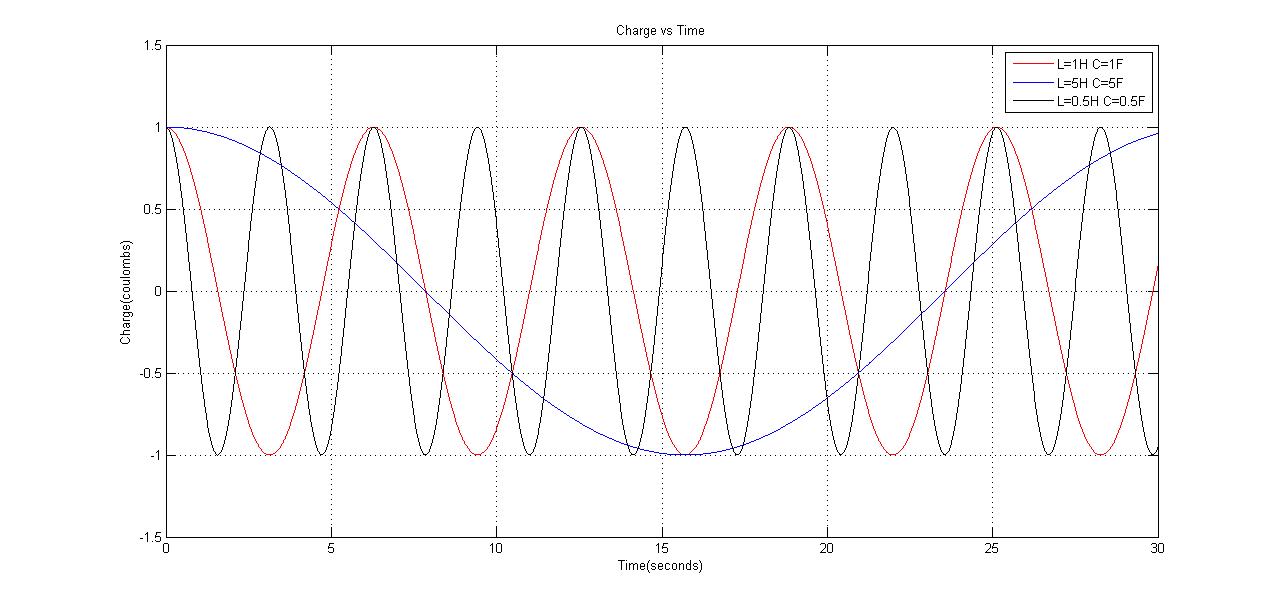 Charge vs Time
1.5
L=1H C=1F
L=5H C=5F
L=0.5H C=0.5F
1
0.5
Charge(coulombs)
0
-0.5
-1
-1.5
0 5 10 15 20 25 30
Time(seconds)